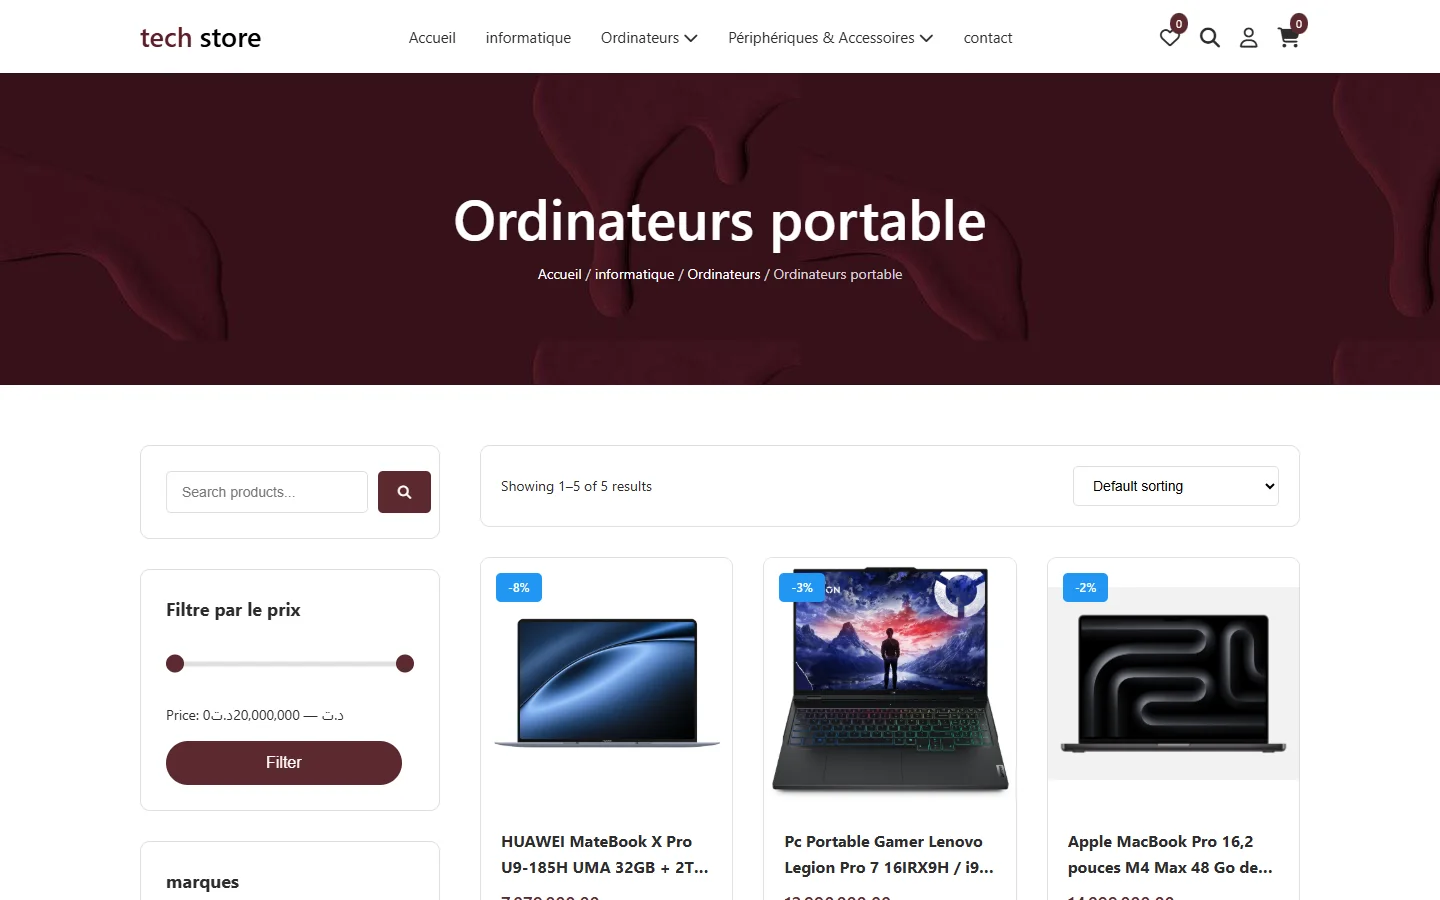 tech store
Accueil
informatique
Ordinateurs
Périphériques & Accessoires
contact
0
0
Ordinateurs portable
Accueil / informatique / Ordinateurs / Ordinateurs portable
Search products...
Showing 1–5 of 5 results
Default sorting
Filtre par le prix
Price: 0د.ت — 20,000,000د.ت
Filter
marques
-8%
-3%
-2%
HUAWEI MateBook X Pro
U9-185H UMA 32GB + 2T...
Pc Portable Gamer Lenovo
Legion Pro 7 16IRX9H / i9...
Apple MacBook Pro 16,2
pouces M4 Max 48 Go de...